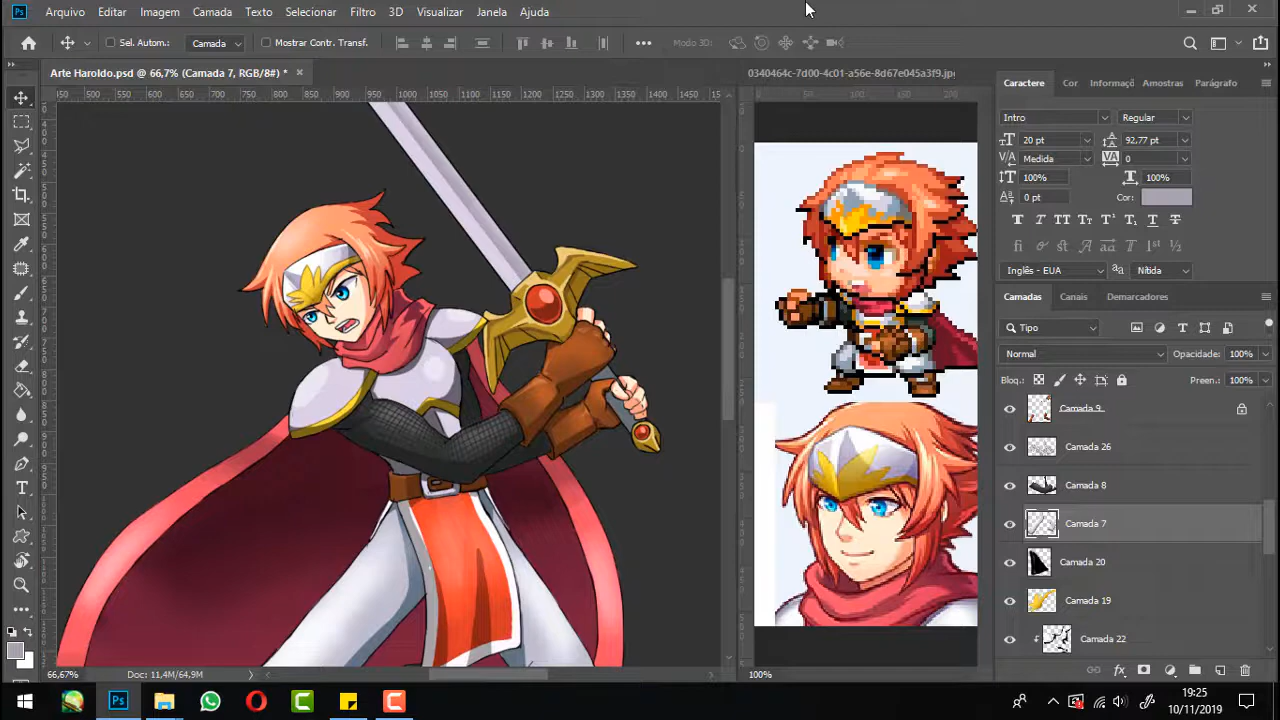 Ps Arquivo Editar Imagem Camada Texto Selecionar Filtro 3D Visualizar Janela Ajuda
Sel. Autom.: Camada Mostrar Contr. Transf. Modo 3D:
Arte Haroldo.psd @ 66,7% (Camada 7, RGB/8#) *
0340464c-7d00-4c01-a56e-8d67e045a3f9.jpg
Caractere Cor Informaçõ Amostras Parágrafo
Intro Regular
20 pt 92,77 pt
Medida 0
100% 100%
0 pt Cor:
Inglês - EUA Nítida
Camadas Canais Demarcadores
Tipo
Normal Opacidade: 100%
Bloq.: Preen.: 100%
Camada 9
Camada 26
Camada 8
Camada 7
Camada 20
Camada 19
Camada 22
66,67% Doc: 11,4M/64,9M
100%
19:25
10/11/2019